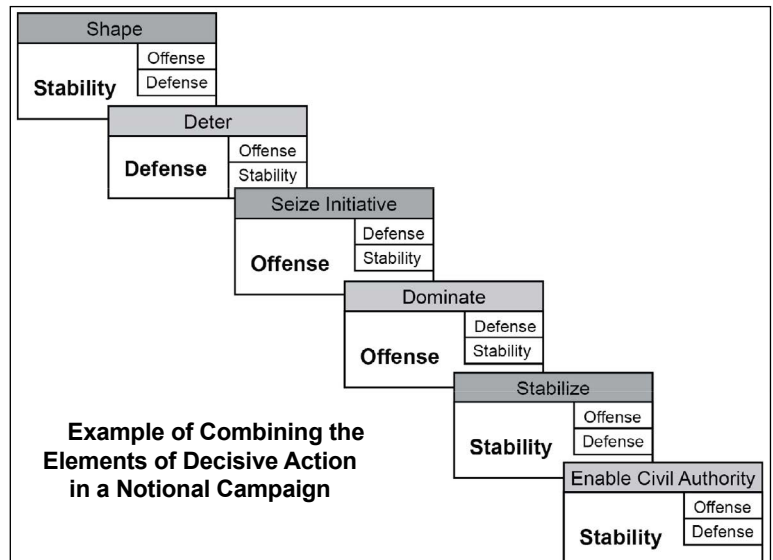 Shape
Offense
Stability
Defense
Deter
Offense
Defense
Stability
Seize Initiative
Defense
Offense
Stability
Dominate
Defense
Offense
Stability
Stabilize
Offense
Stability
Defense
Enable Civil Authority
Offense
Stability
Defense
Example of Combining the
Elements of Decisive Action
in a Notional Campaign